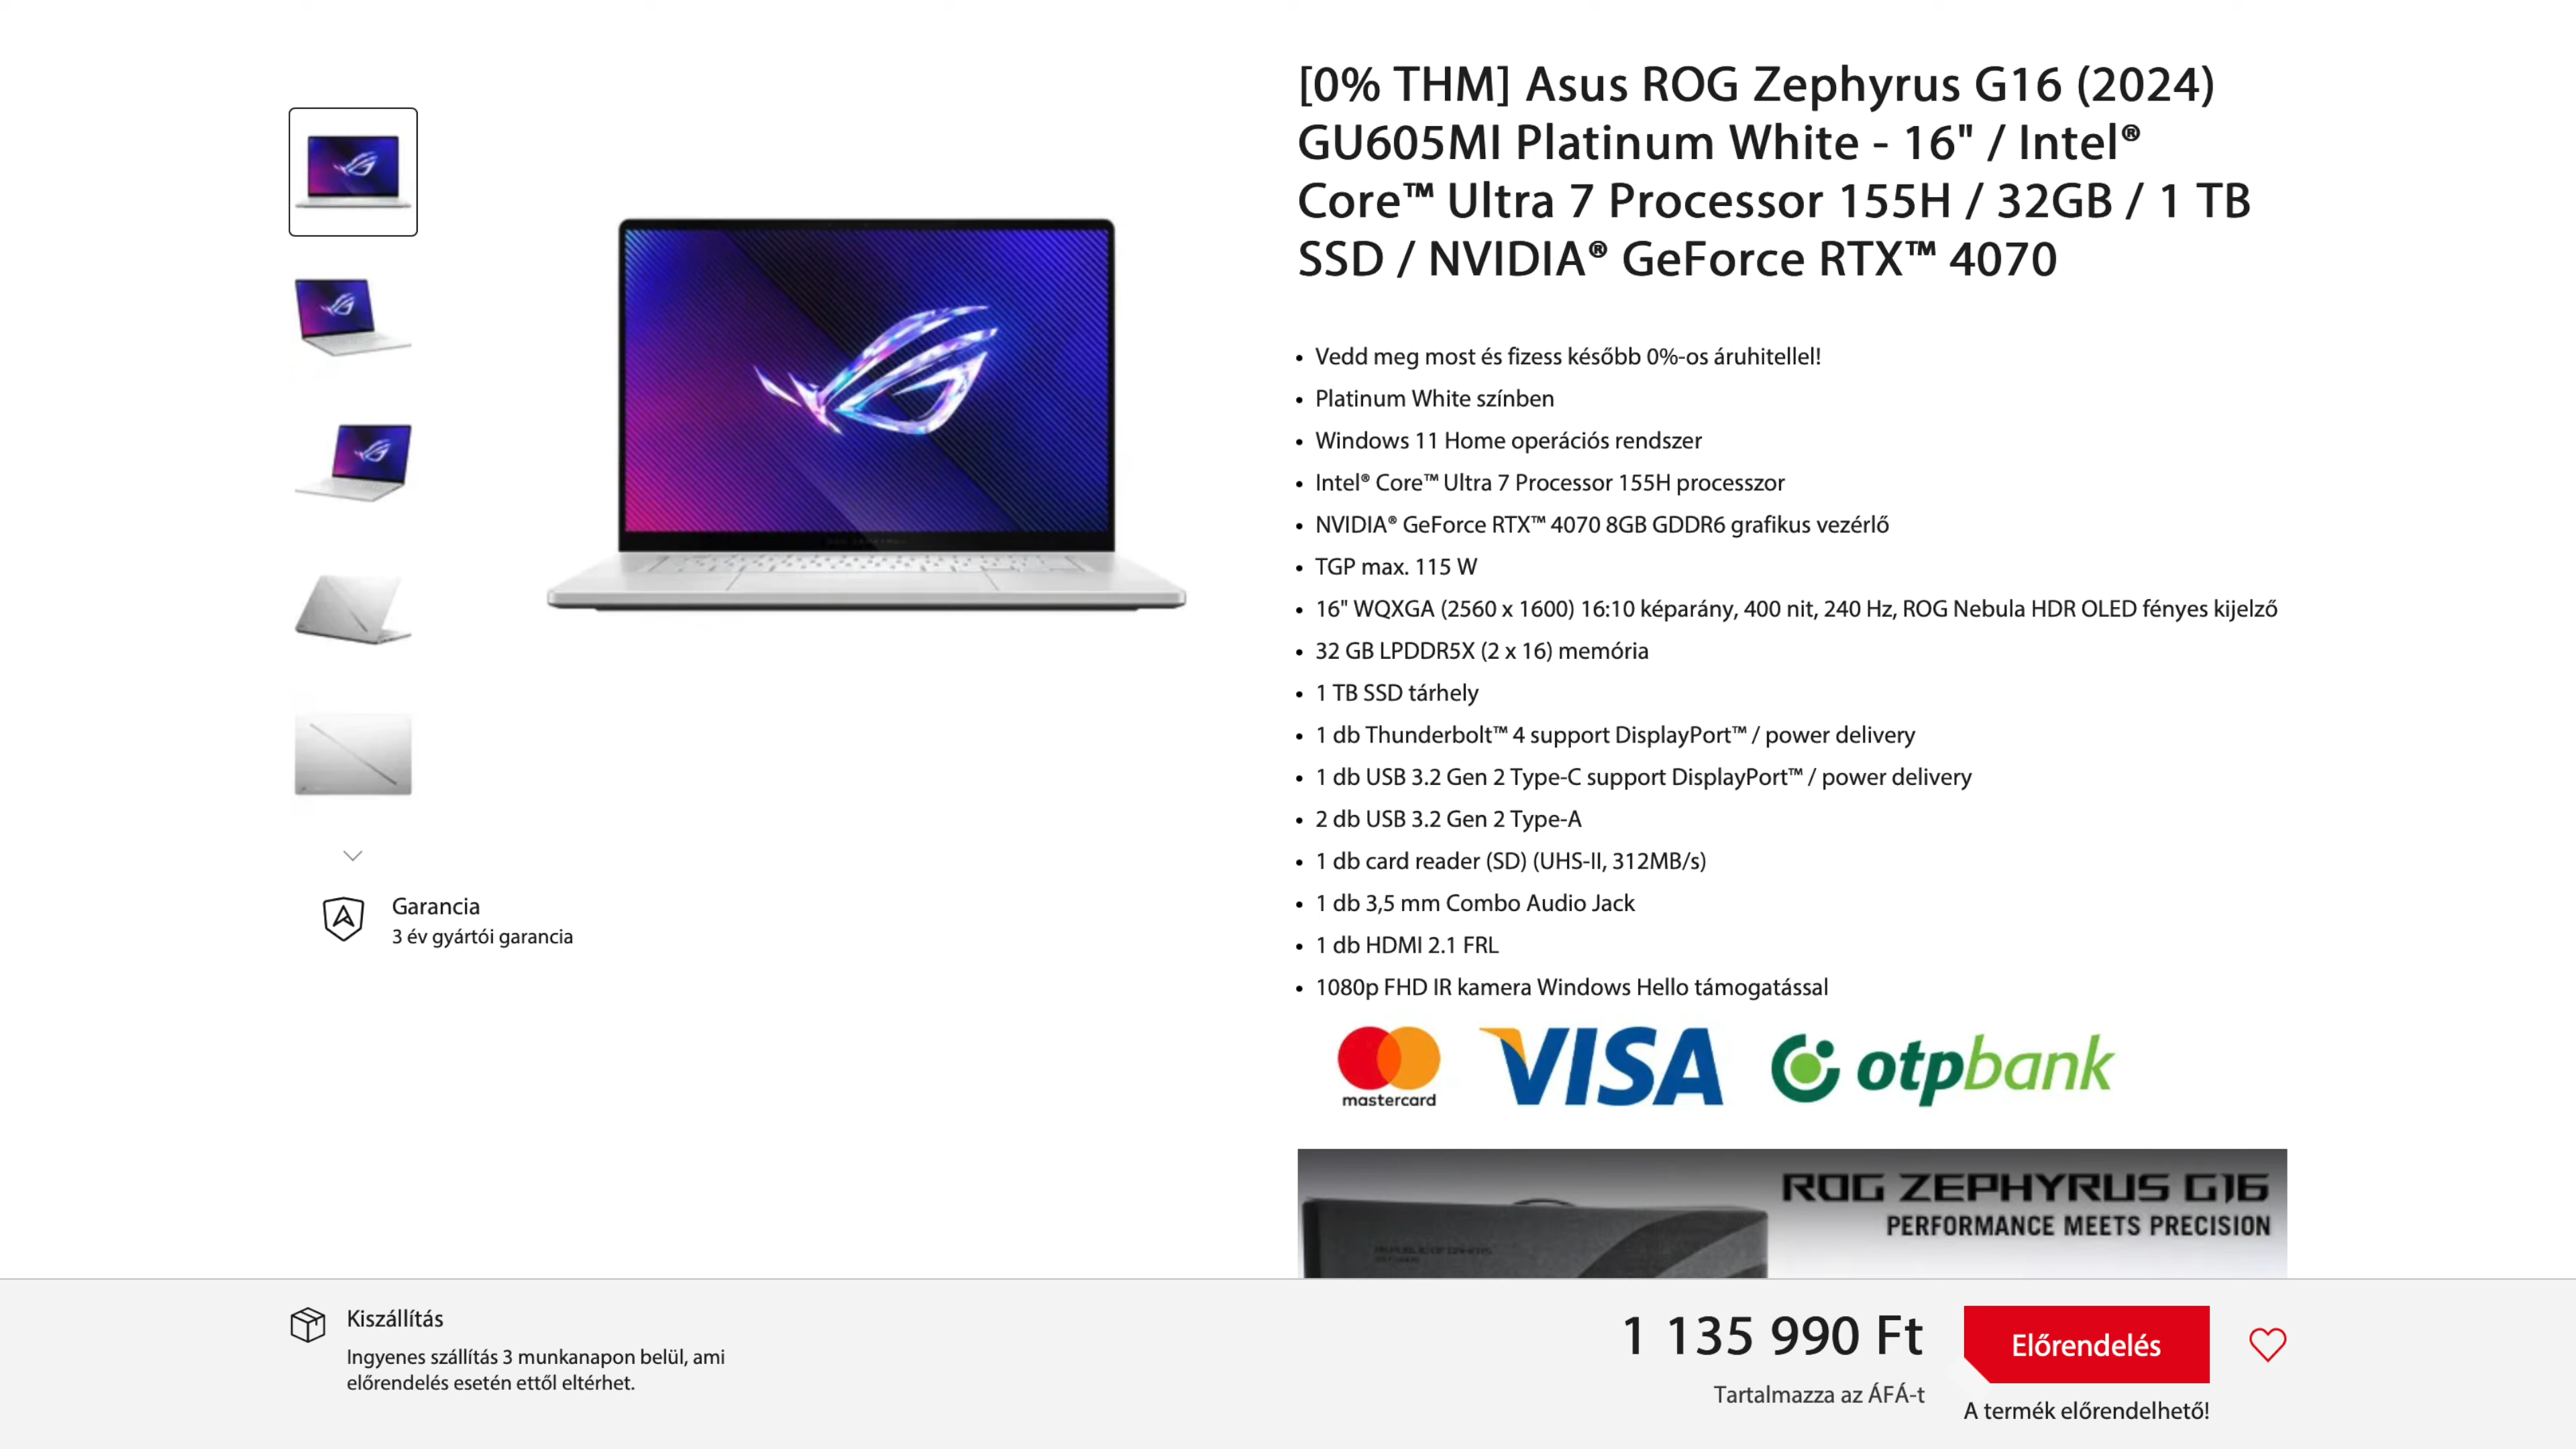 [0% THM] Asus ROG Zephyrus G16 (2024)
GU605MI Platinum White - 16" / Intel®
Core™ Ultra 7 Processor 155H / 32GB / 1 TB
SSD / NVIDIA® GeForce RTX™ 4070
• Vedd meg most és fizess később 0%-os áruhitellel!
• Platinum White színben
• Windows 11 Home operációs rendszer
• Intel® Core™ Ultra 7 Processor 155H processzor
• NVIDIA® GeForce RTX™ 4070 8GB GDDR6 grafikus vezérlő
• TGP max. 115 W
• 16" WQXGA (2560 x 1600) 16:10 képarány, 400 nit, 240 Hz, ROG Nebula HDR OLED fényes kijelző
• 32 GB LPDDR5X (2 x 16) memória
• 1 TB SSD tárhely
• 1 db Thunderbolt™ 4 support DisplayPort™ / power delivery
• 1 db USB 3.2 Gen 2 Type-C support DisplayPort™ / power delivery
• 2 db USB 3.2 Gen 2 Type-A
• 1 db card reader (SD) (UHS-II, 312MB/s)
• 1 db 3,5 mm Combo Audio Jack
• 1 db HDMI 2.1 FRL
• 1080p FHD IR kamera Windows Hello támogatással
Garancia
3 év gyártói garancia
mastercard
VISA
otpbank
ROG ZEPHYRUS G16
PERFORMANCE MEETS PRECISION
Kiszállítás
Ingyenes szállítás 3 munkanapon belül, ami
előrendelés esetén ettől eltérhet.
1 135 990 Ft
Tartalmazza az ÁFÁ-t
Előrendelés
A termék előrendelhető!